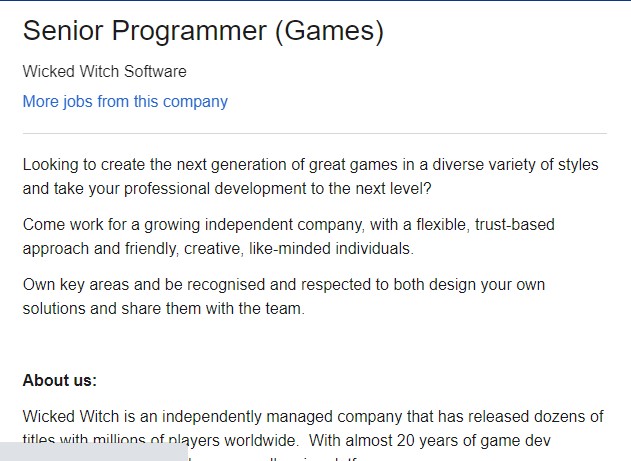 Senior Programmer (Games)
Wicked Witch Software
More jobs from this company
Looking to create the next generation of great games in a diverse variety of styles
and take your professional development to the next level?
Come work for a growing independent company, with a flexible, trust-based
approach and friendly, creative, like-minded individuals.
Own key areas and be recognised and respected to both design your own
solutions and share them with the team.
About us:
Wicked Witch is an independently managed company that has released dozens of
titles with millions of players worldwide.  With almost 20 years of game dev